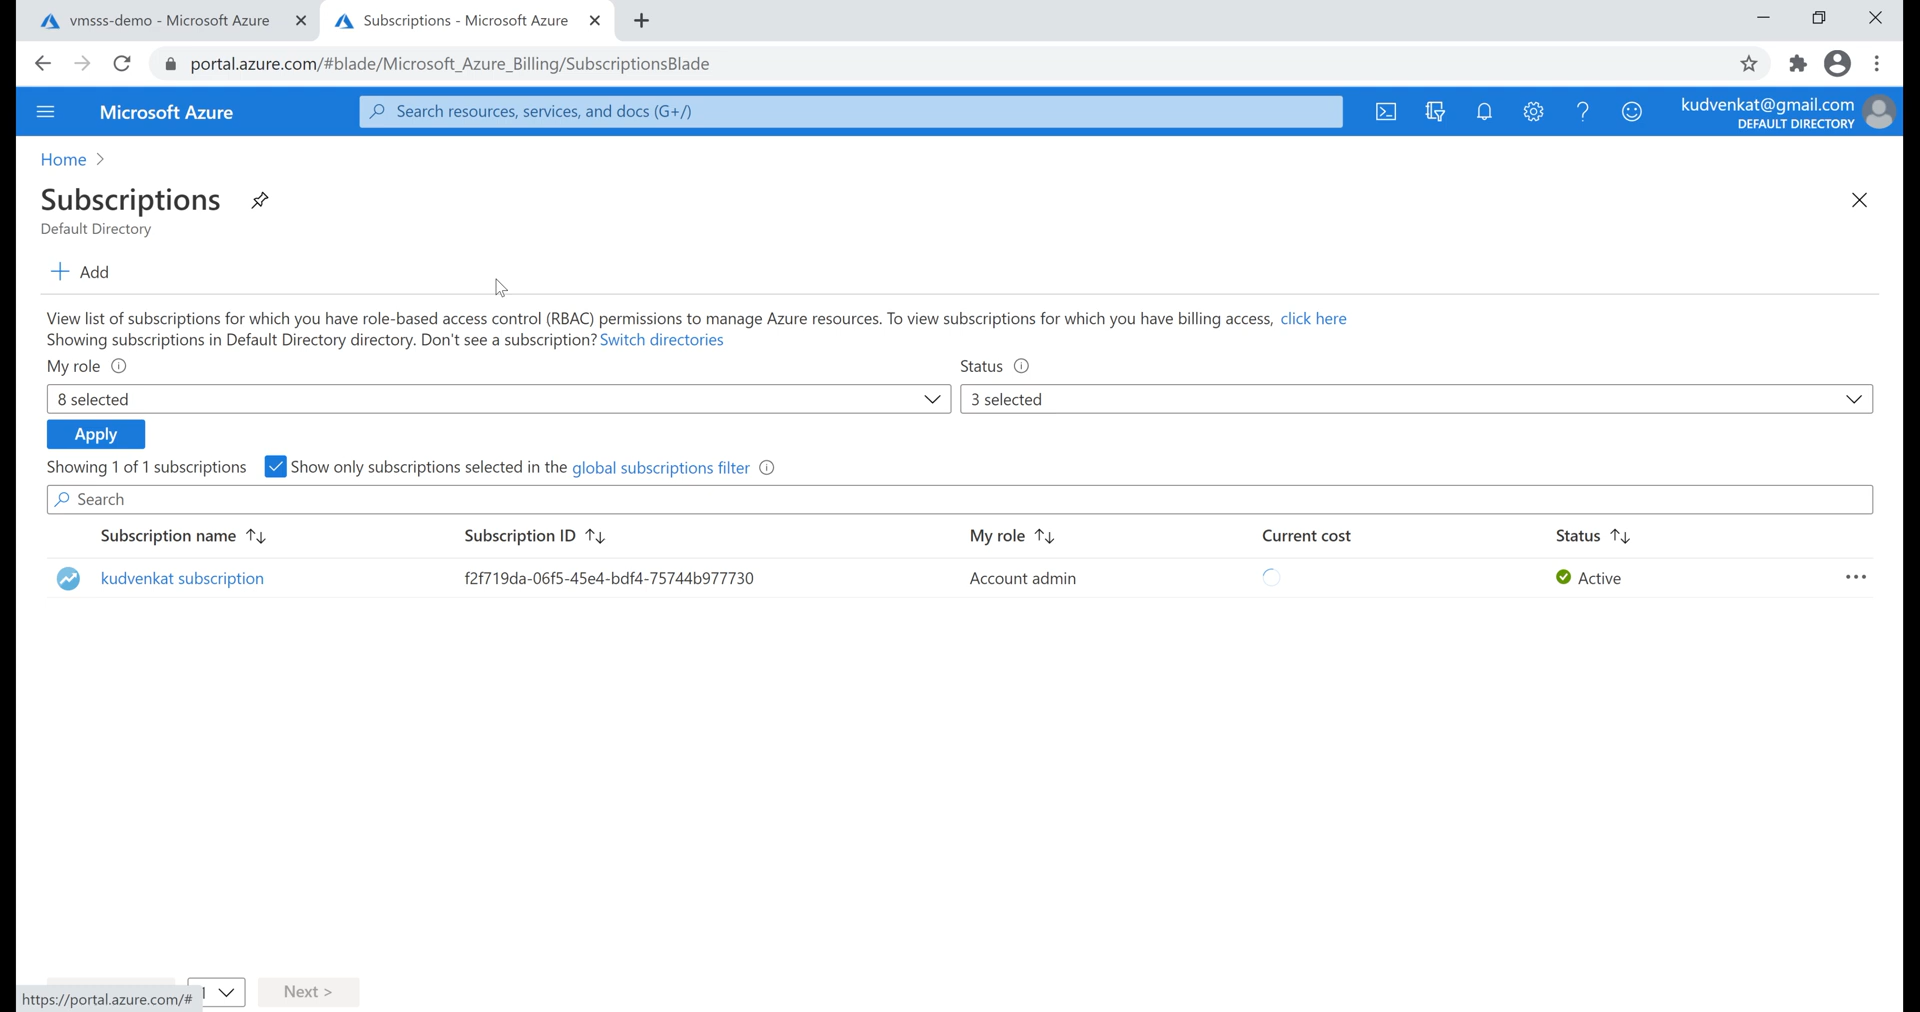 vmsss-demo - Microsoft Azure
Subscriptions - Microsoft Azure
portal.azure.com/#blade/Microsoft_Azure_Billing/SubscriptionsBlade
Microsoft Azure
Search resources, services, and docs (G+/)
kudvenkat@gmail.com
DEFAULT DIRECTORY
Home
Subscriptions
Default Directory
Add
View list of subscriptions for which you have role-based access control (RBAC) permissions to manage Azure resources. To view subscriptions for which you have billing access, click here
Showing subscriptions in Default Directory directory. Don't see a subscription? Switch directories
My role
Status
8 selected
3 selected
Apply
Showing 1 of 1 subscriptions Show only subscriptions selected in the global subscriptions filter
Search
Subscription name Subscription ID My role Current cost Status
kudvenkat subscription f2f719da-06f5-45e4-bdf4-75744b977730 Account admin Active
1 Next >
https://portal.azure.com/#